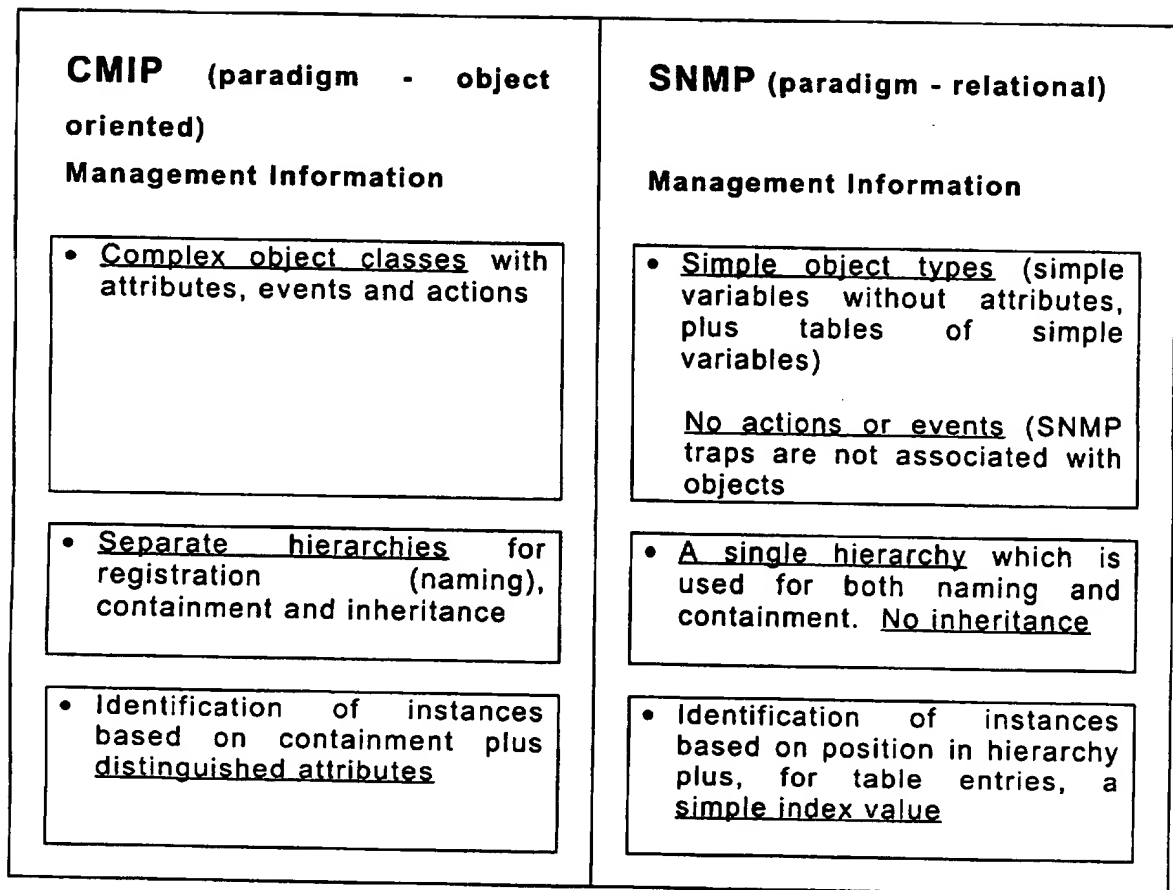 CMIP (paradigm - object
oriented)
Management Information
• Complex object classes with
attributes, events and actions
• Separate hierarchies for
registration (naming),
containment and inheritance
• Identification of instances
based on containment plus
distinguished attributes
SNMP (paradigm - relational)
Management Information
• Simple object types (simple
variables without attributes,
plus tables of simple
variables)
No actions or events (SNMP
traps are not associated with
objects
• A single hierarchy which is
used for both naming and
containment. No inheritance
• Identification of instances
based on position in hierarchy
plus, for table entries, a
simple index value